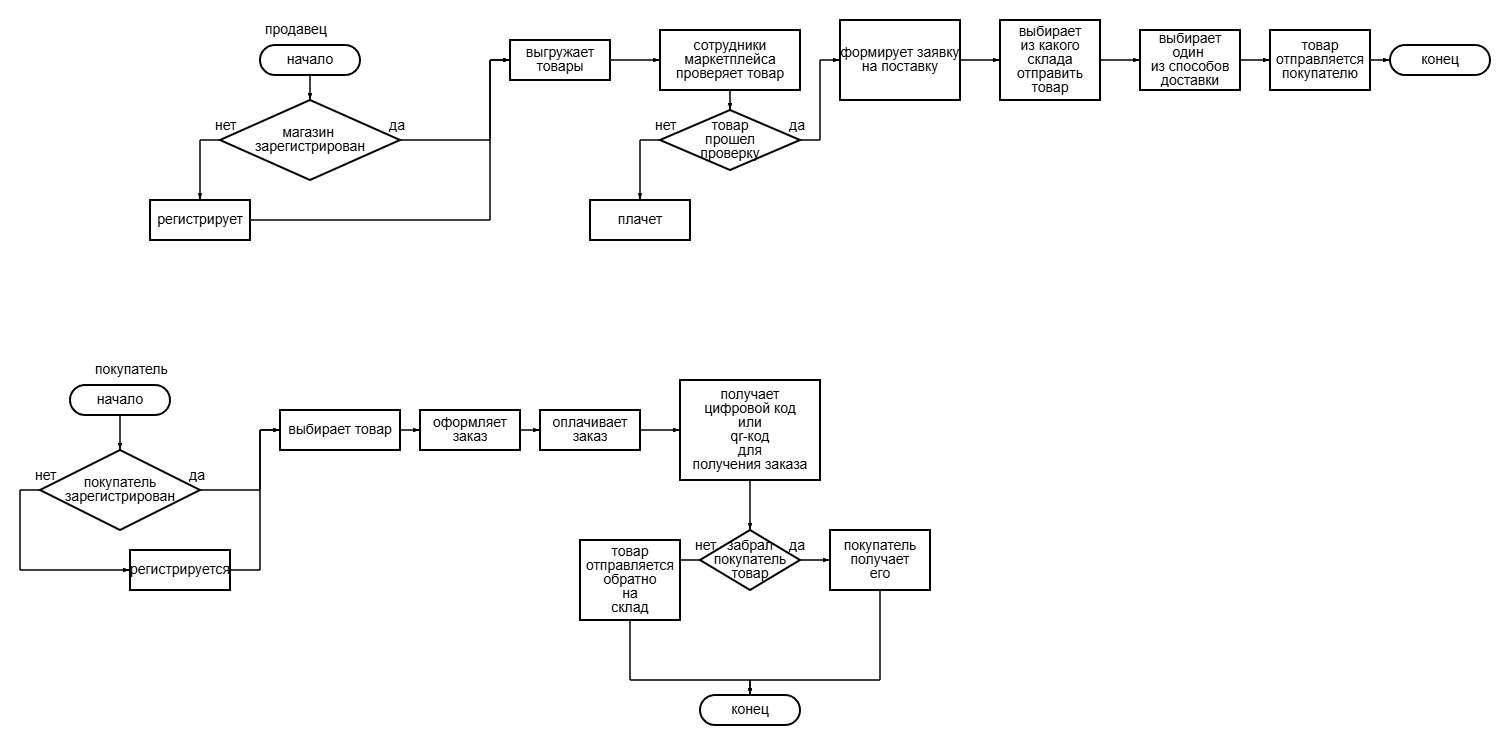 продавец
начало
магазин
зарегистрирован
нет
да
регистрирует
выгружает
товары
сотрудники
маркетплейса
проверяет товар
товар
прошел
проверку
нет
да
плачет
формирует заявку
на поставку
выбирает
из какого
склада
отправить
товар
выбирает
один
из способов
доставки
товар
отправляется
покупателю
конец
покупатель
начало
покупатель
зарегистрирован
нет
да
регистрируется
выбирает товар
оформляет
заказ
оплачивает
заказ
получает
цифровой код
или
qr-код
для
получения заказа
забрал
покупатель
товар
нет
да
товар
отправляется
обратно
на
склад
покупатель
получает
его
конец